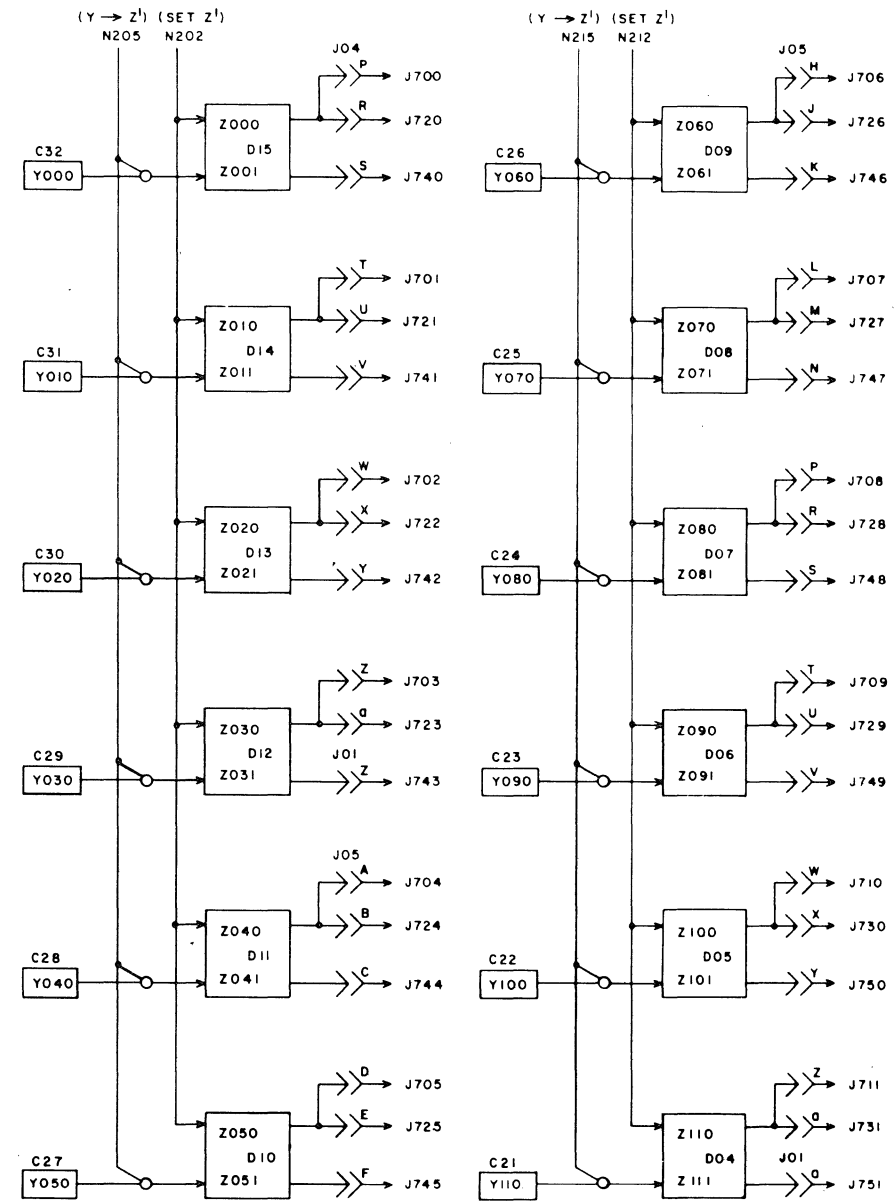 (Y → Z¹) (SET Z¹)
N205 N202
J04
P J700
Z000 R J720
D15
C32
Y000 Z001 S J740
T J701
Z010 U J721
D14
C31
Y010 Z011 V J741
W J702
Z020 X J722
D13
C30
Y020 Z021 Y J742
Z J703
Z030 a J723
D12
C29 J01
Y030 Z031 Z J743
J05
A J704
Z040 B J724
D11
C28
Y040 Z041 C J744
D J705
Z050 E J725
D10
C27
Y050 Z051 F J745
(Y → Z¹) (SET Z¹)
N215 N212
J05
H J706
Z060 J J726
D09
C26
Y060 Z061 K J746
L J707
Z070 M J727
D08
C25
Y070 Z071 N J747
P J708
Z080 R J728
D07
C24
Y080 Z081 S J748
T J709
Z090 U J729
D06
C23
Y090 Z091 V J749
W J710
Z100 X J730
D05
C22
Y100 Z101 Y J750
Z J711
Z110 a J731
D04
C21 J01
Y110 Z111 a J751